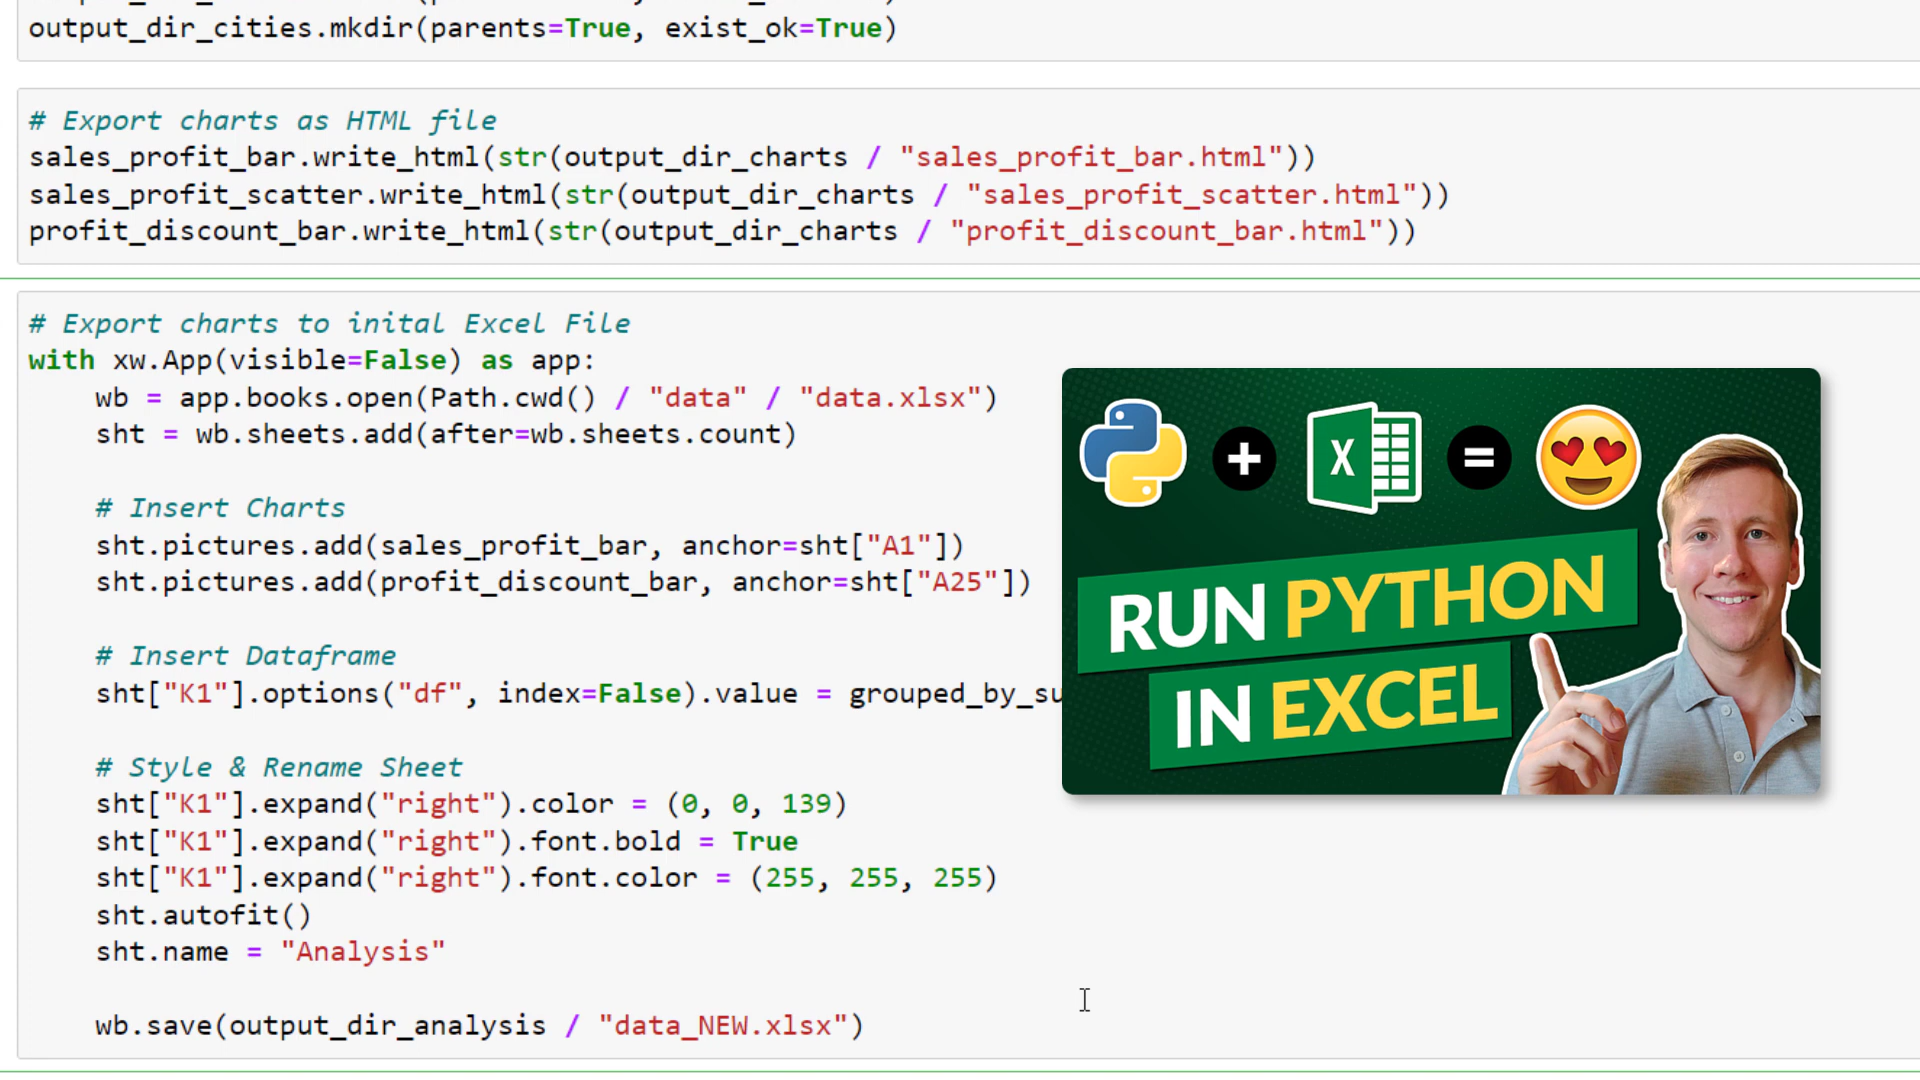 output_dir_cities.mkdir(parents=True, exist_ok=True)
# Export charts as HTML file
sales_profit_bar.write_html(str(output_dir_charts / "sales_profit_bar.html"))
sales_profit_scatter.write_html(str(output_dir_charts / "sales_profit_scatter.html"))
profit_discount_bar.write_html(str(output_dir_charts / "profit_discount_bar.html"))
# Export charts to inital Excel File
with xw.App(visible=False) as app:
    wb = app.books.open(Path.cwd() / "data" / "data.xlsx")
    sht = wb.sheets.add(after=wb.sheets.count)
    # Insert Charts
    sht.pictures.add(sales_profit_bar, anchor=sht["A1"])
    sht.pictures.add(profit_discount_bar, anchor=sht["A25"])
    # Insert Dataframe
    sht["K1"].options("df", index=False).value = grouped_by_su
    # Style & Rename Sheet
    sht["K1"].expand("right").color = (0, 0, 139)
    sht["K1"].expand("right").font.bold = True
    sht["K1"].expand("right").font.color = (255, 255, 255)
    sht.autofit()
    sht.name = "Analysis"
    wb.save(output_dir_analysis / "data_NEW.xlsx")
+ X =
RUN PYTHON
IN EXCEL